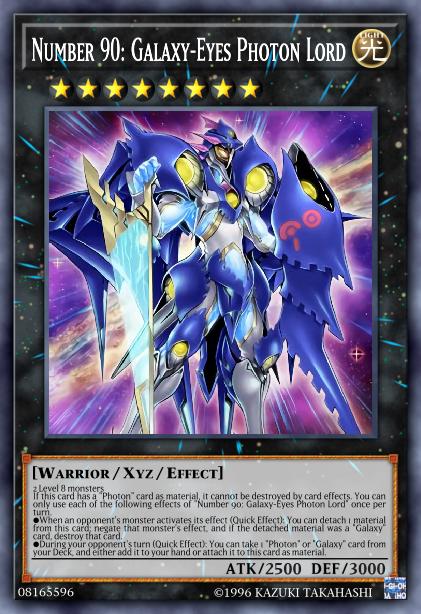 NUMBER 90: GALAXY-EYES PHOTON LORD
LIGHT
光
[WARRIOR / XYZ / EFFECT]
2 Level 8 monsters
If this card has a "Photon" card as material, it cannot be destroyed by card effects. You can
only use each of the following effects of "Number 90: Galaxy-Eyes Photon Lord" once per
turn.
●When an opponent's monster activates its effect (Quick Effect): You can detach 1 material
from this card; negate that monster's effect, and if the detached material was a "Galaxy"
card, destroy that card.
●During your opponent's turn (Quick Effect): You can take 1 "Photon" or "Galaxy" card from
your Deck, and either add it to your hand or attach it to this card as material.
ATK/2500 DEF/3000
08165596
©1996 KAZUKI TAKAHASHI